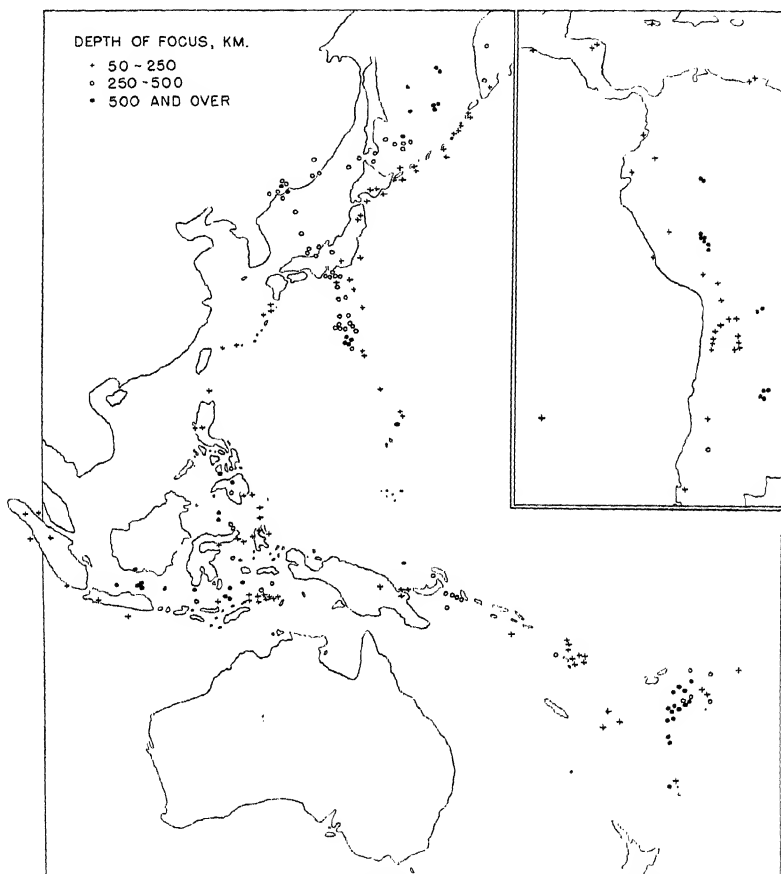 DEPTH OF FOCUS, KM.
+ 50-250
○ 250-500
• 500 AND OVER